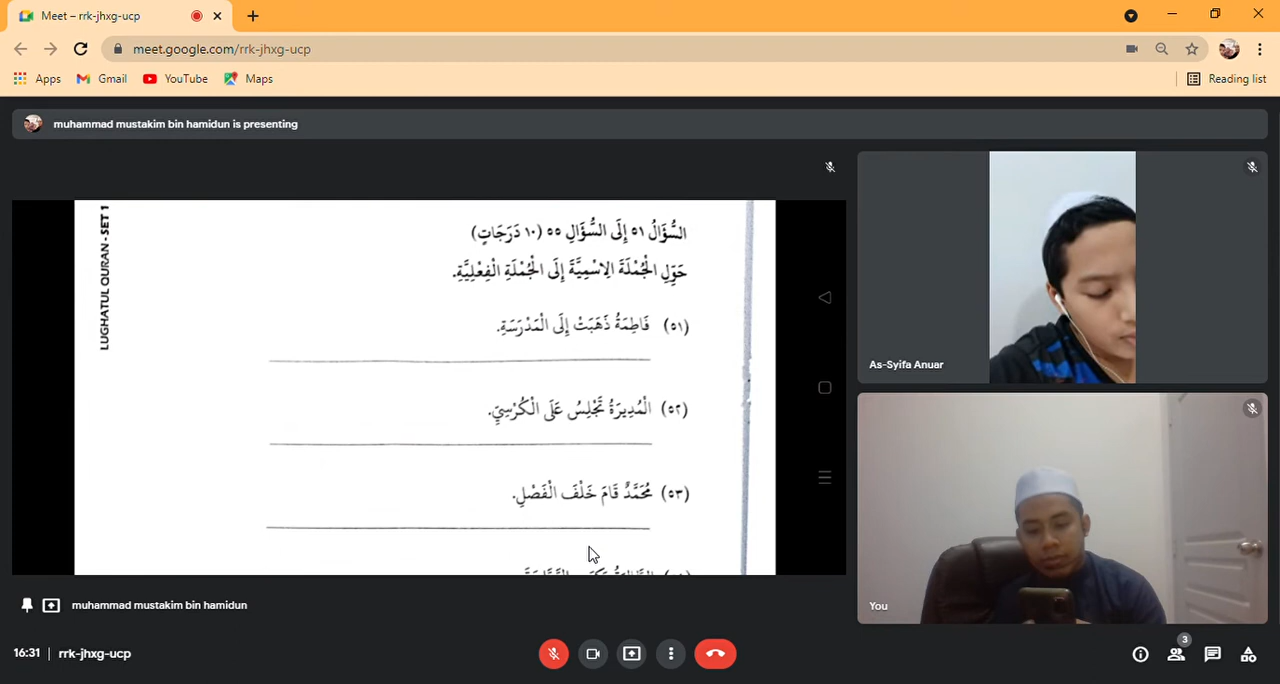 Meet – rrk-jhxg-ucp
meet.google.com/rrk-jhxg-ucp
Apps
Gmail
YouTube
Maps
Reading list
muhammad mustakim bin hamidun is presenting
LUGHATUL QURAN - SET 1
السُّؤَالُ ٥١ إِلَى السُّؤَالِ ٥٥ (١٠ دَرَجَاتٍ)
حَوِّلِ الْجُمْلَةَ الِاسْمِيَّةَ إِلَى الْجُمْلَةِ الْفِعْلِيَّةِ.
(٥١) فَاطِمَةُ ذَهَبَتْ إِلَى الْمَدْرَسَةِ.
(٥٢) الْمُدِيرَةُ تَجْلِسُ عَلَى الْكُرْسِيِّ.
(٥٣) مُحَمَّدٌ قَامَ خَلْفَ الْفَصْلِ.
As-Syifa Anuar
You
muhammad mustakim bin hamidun
16:31 | rrk-jhxg-ucp
3